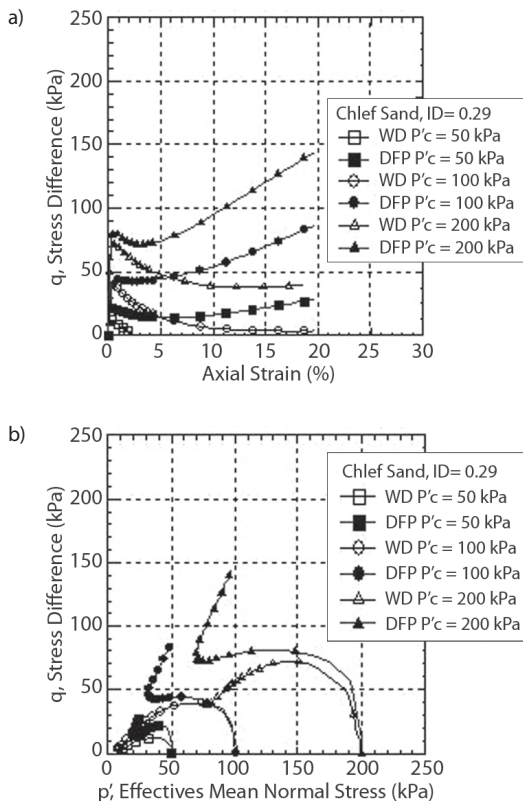 a)
250
200
150
100
50
0
q, Stress Difference (kPa)
0 5 10 15 20 25 30
Axial Strain (%)
Chlef Sand, ID= 0.29
WD P'c = 50 kPa
DFP P'c = 50 kPa
WD P'c = 100 kPa
DFP P'c = 100 kPa
WD P'c = 200 kPa
DFP P'c = 200 kPa
b)
250
200
150
100
50
0
q, Stress Difference (kPa)
0 50 100 150 200 250
p', Effectives Mean Normal Stress (kPa)
Chlef Sand, ID= 0.29
WD P'c = 50 kPa
DFP P'c = 50 kPa
WD P'c = 100 kPa
DFP P'c = 100 kPa
WD P'c = 200 kPa
DFP P'c = 200 kPa